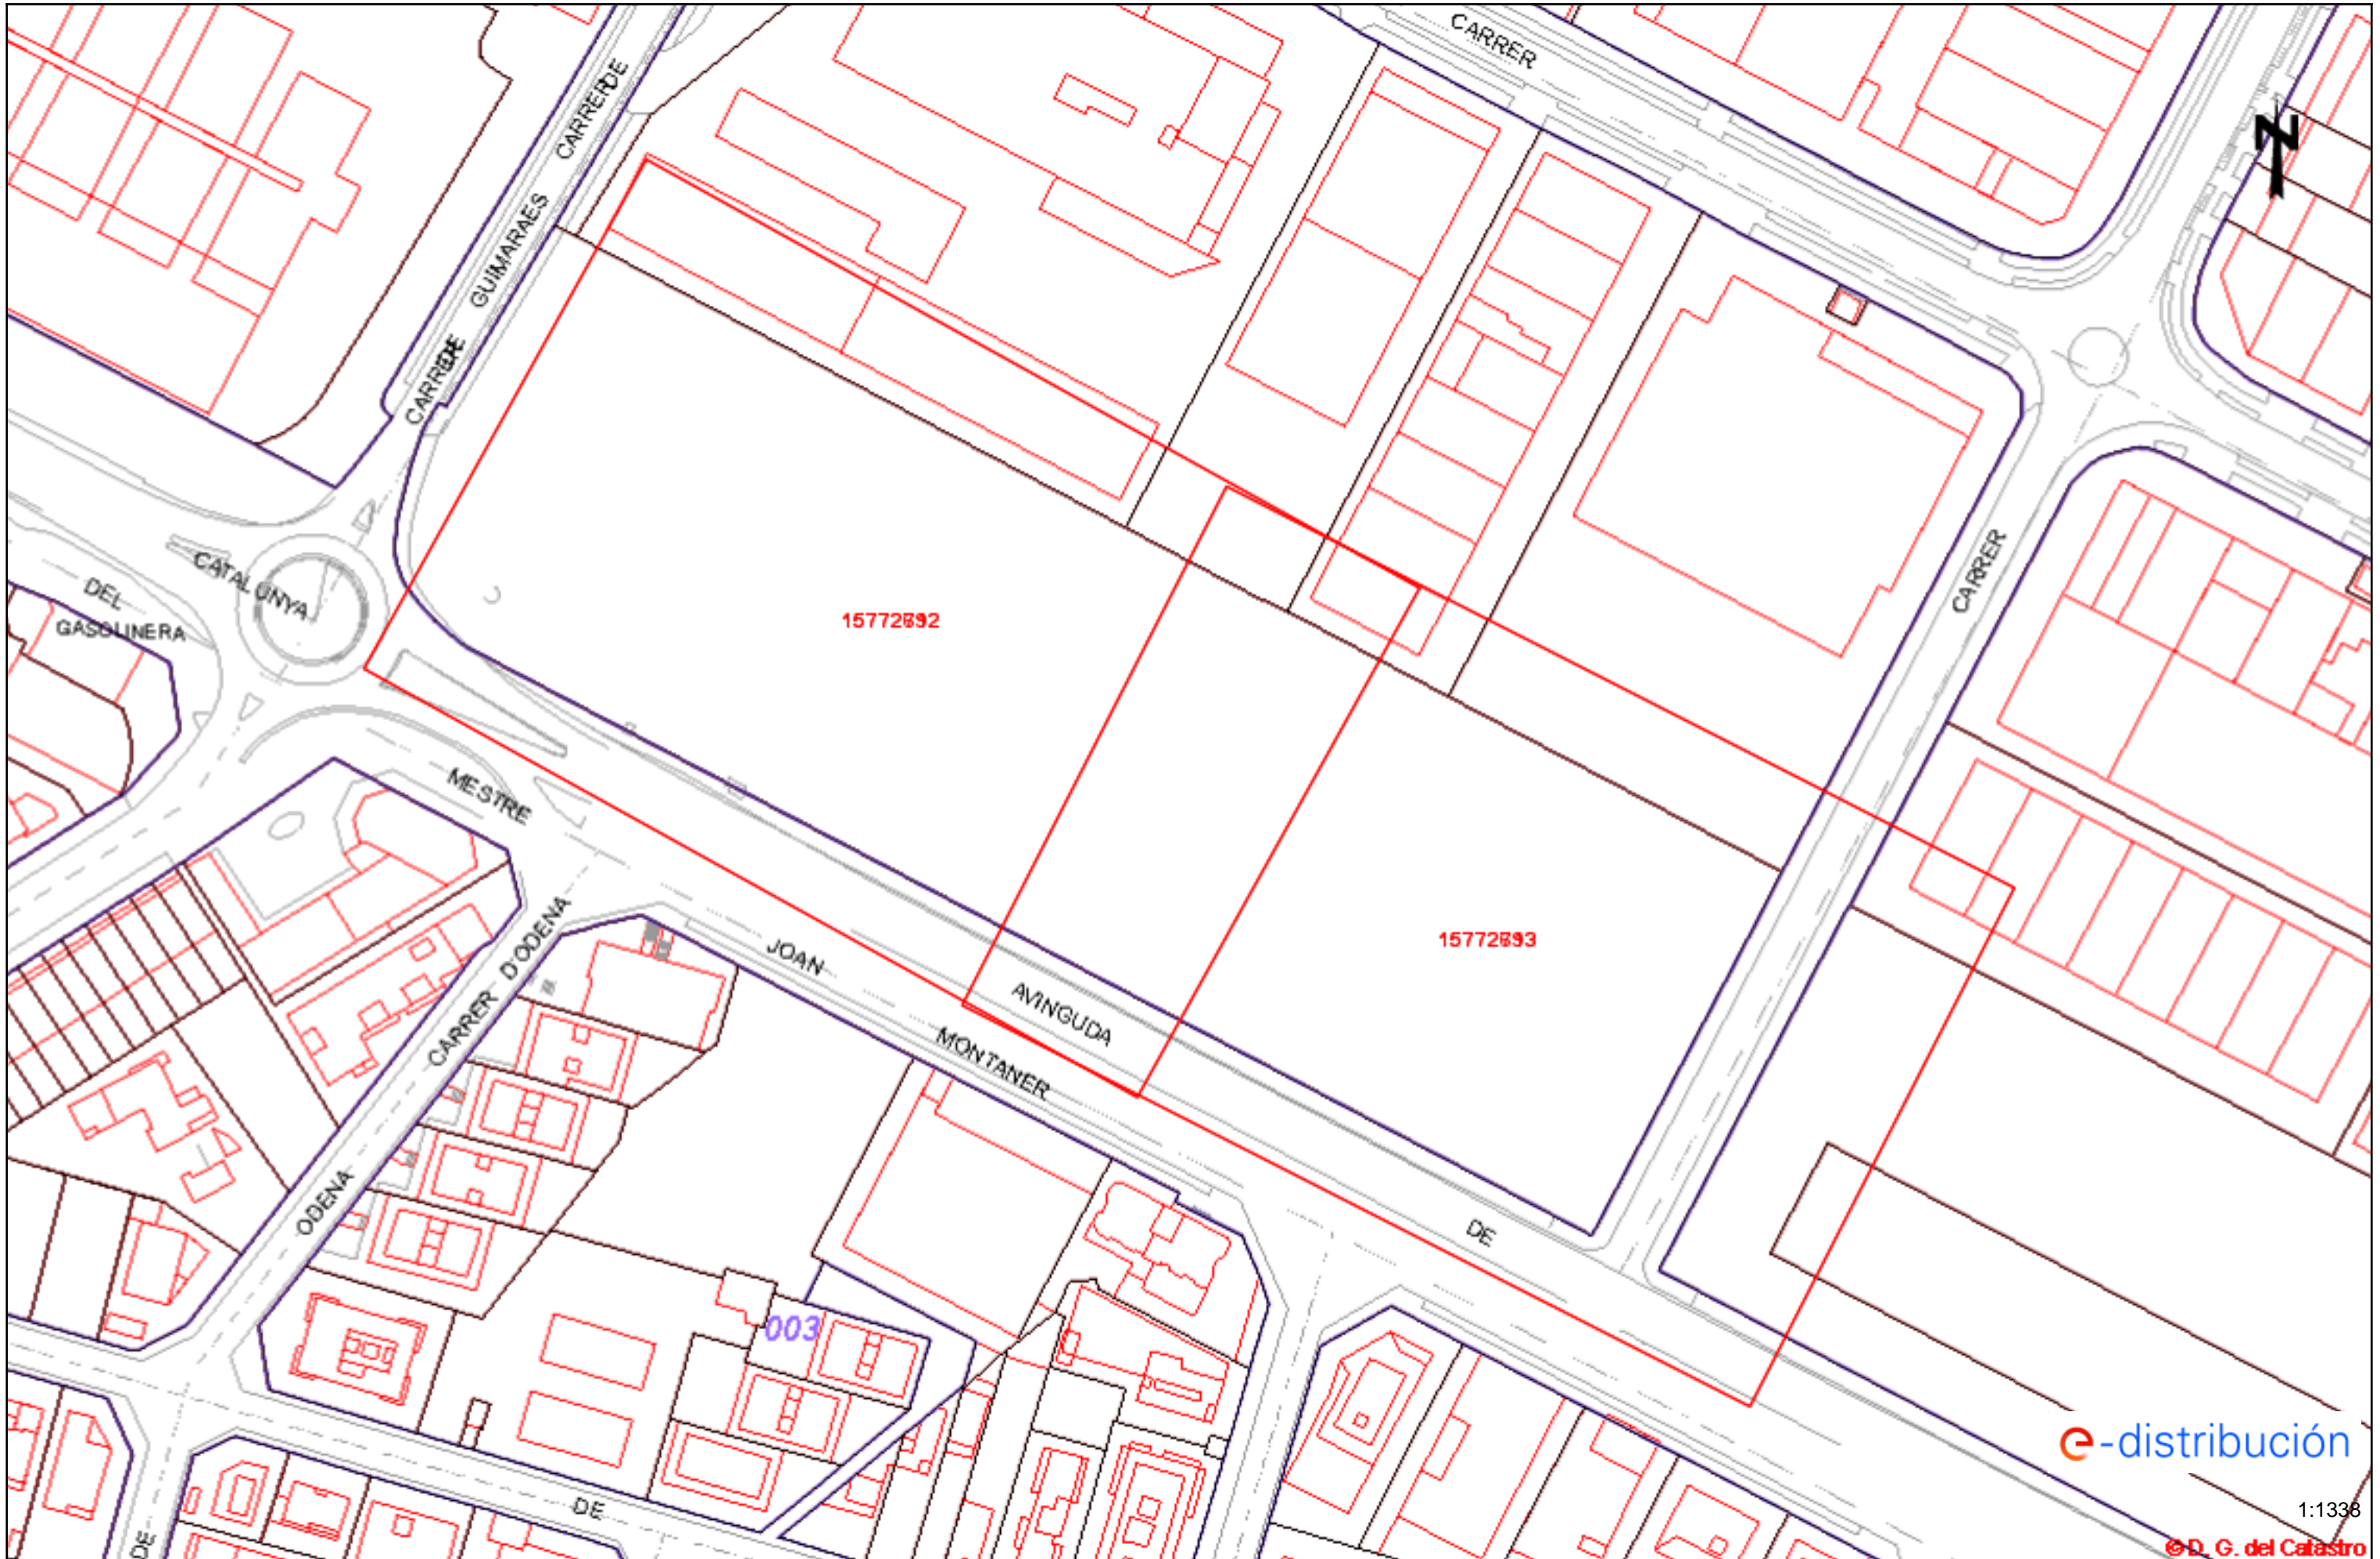 CARRER
CARRER
DE
GUIMARAES
CARRER
DE
CATALUNYA
DEL
GASOLINERA
CARRER
MESTRE
CARRER D'ODENA
JOAN
AVINGUDA
MONTANER
ODENA
DE
003
DE
DE
e-distribución
1:1338
© D. G. del Catastro